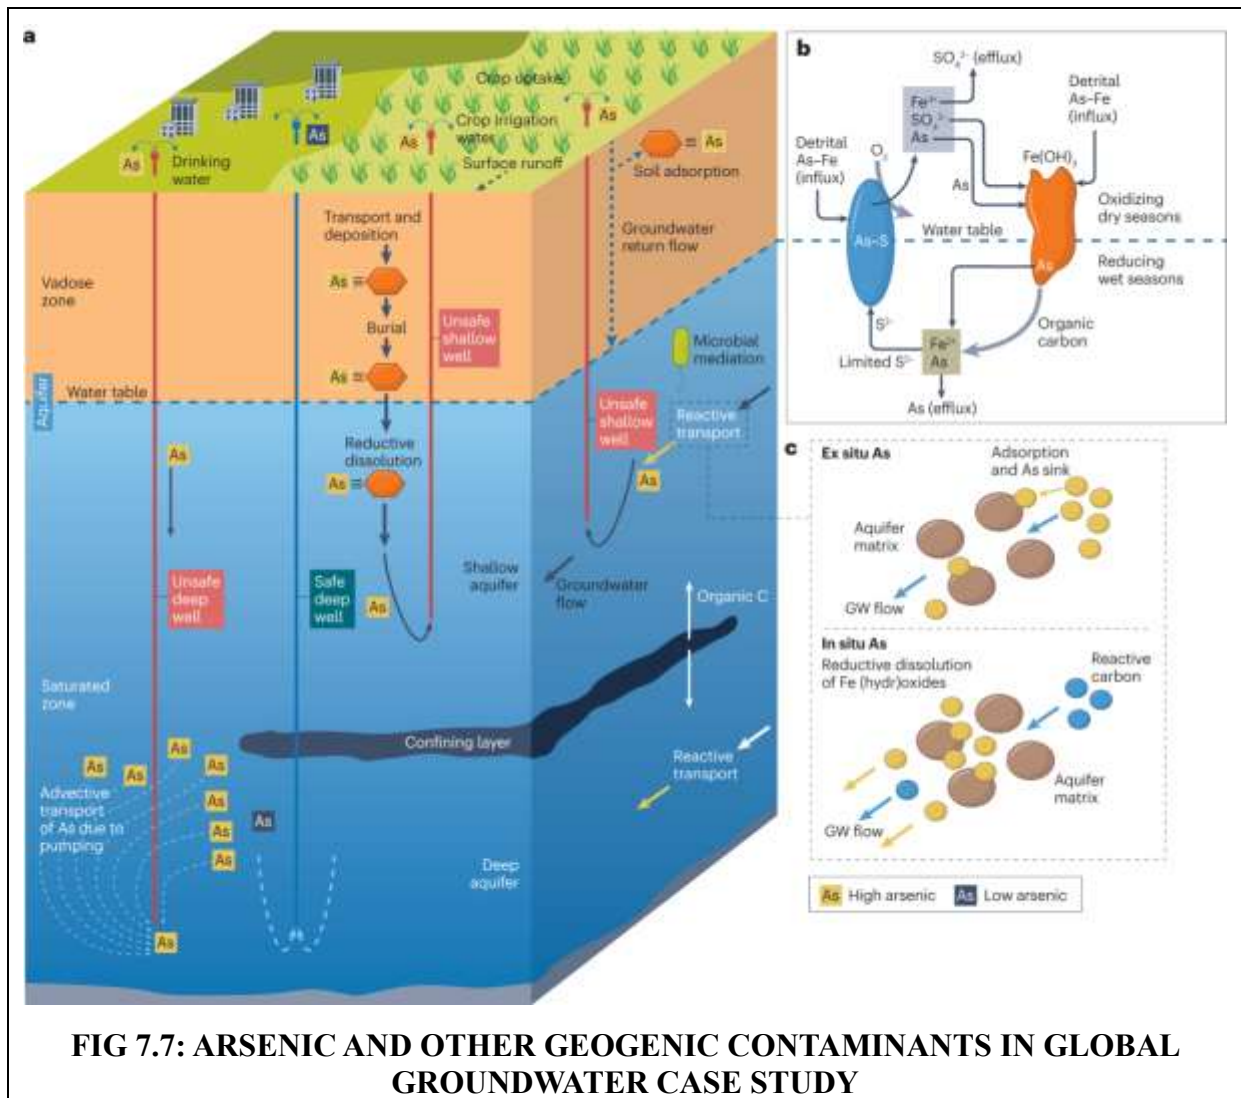 a
Crop uptake
As
As
As
Crop irrigation
water
As
≡ As
Drinking
water
Surface runoff
Soil adsorption
Transport and
deposition
Groundwater
return flow
Vadose
zone
As ≡
Burial
Unsafe
shallow
well
Microbial
mediation
As ≡
Aquifer
Water table
Unsafe
shallow
well
Reactive
transport
As
Reductive
dissolution
As ≡
As
Shallow
aquifer
Groundwater
flow
Unsafe
deep
well
Safe
deep
well
As
Organic C
Saturated
zone
Confining layer
As
As
As
As
Reactive
transport
Advective
transport
of As due to
pumping
As
As
As
As
Deep
aquifer
As
b
SO₄²⁻ (efflux)
Detrital
As–Fe
(influx)
Fe³⁺
SO₄²⁻
As
Detrital
As–Fe
(influx)
O₂
Fe(OH)₃
As
Oxidizing
dry seasons
As–S
Water table
As
Reducing
wet seasons
S²⁻
Organic
carbon
Limited S²⁻
Fe²⁺
As
As (efflux)
c
Ex situ As
Adsorption
and As sink
Aquifer
matrix
GW flow
In situ As
Reductive dissolution
of Fe (hydr)oxides
Reactive
carbon
Aquifer
matrix
GW flow
As High arsenic
As Low arsenic
FIG 7.7: ARSENIC AND OTHER GEOGENIC CONTAMINANTS IN GLOBAL
GROUNDWATER CASE STUDY